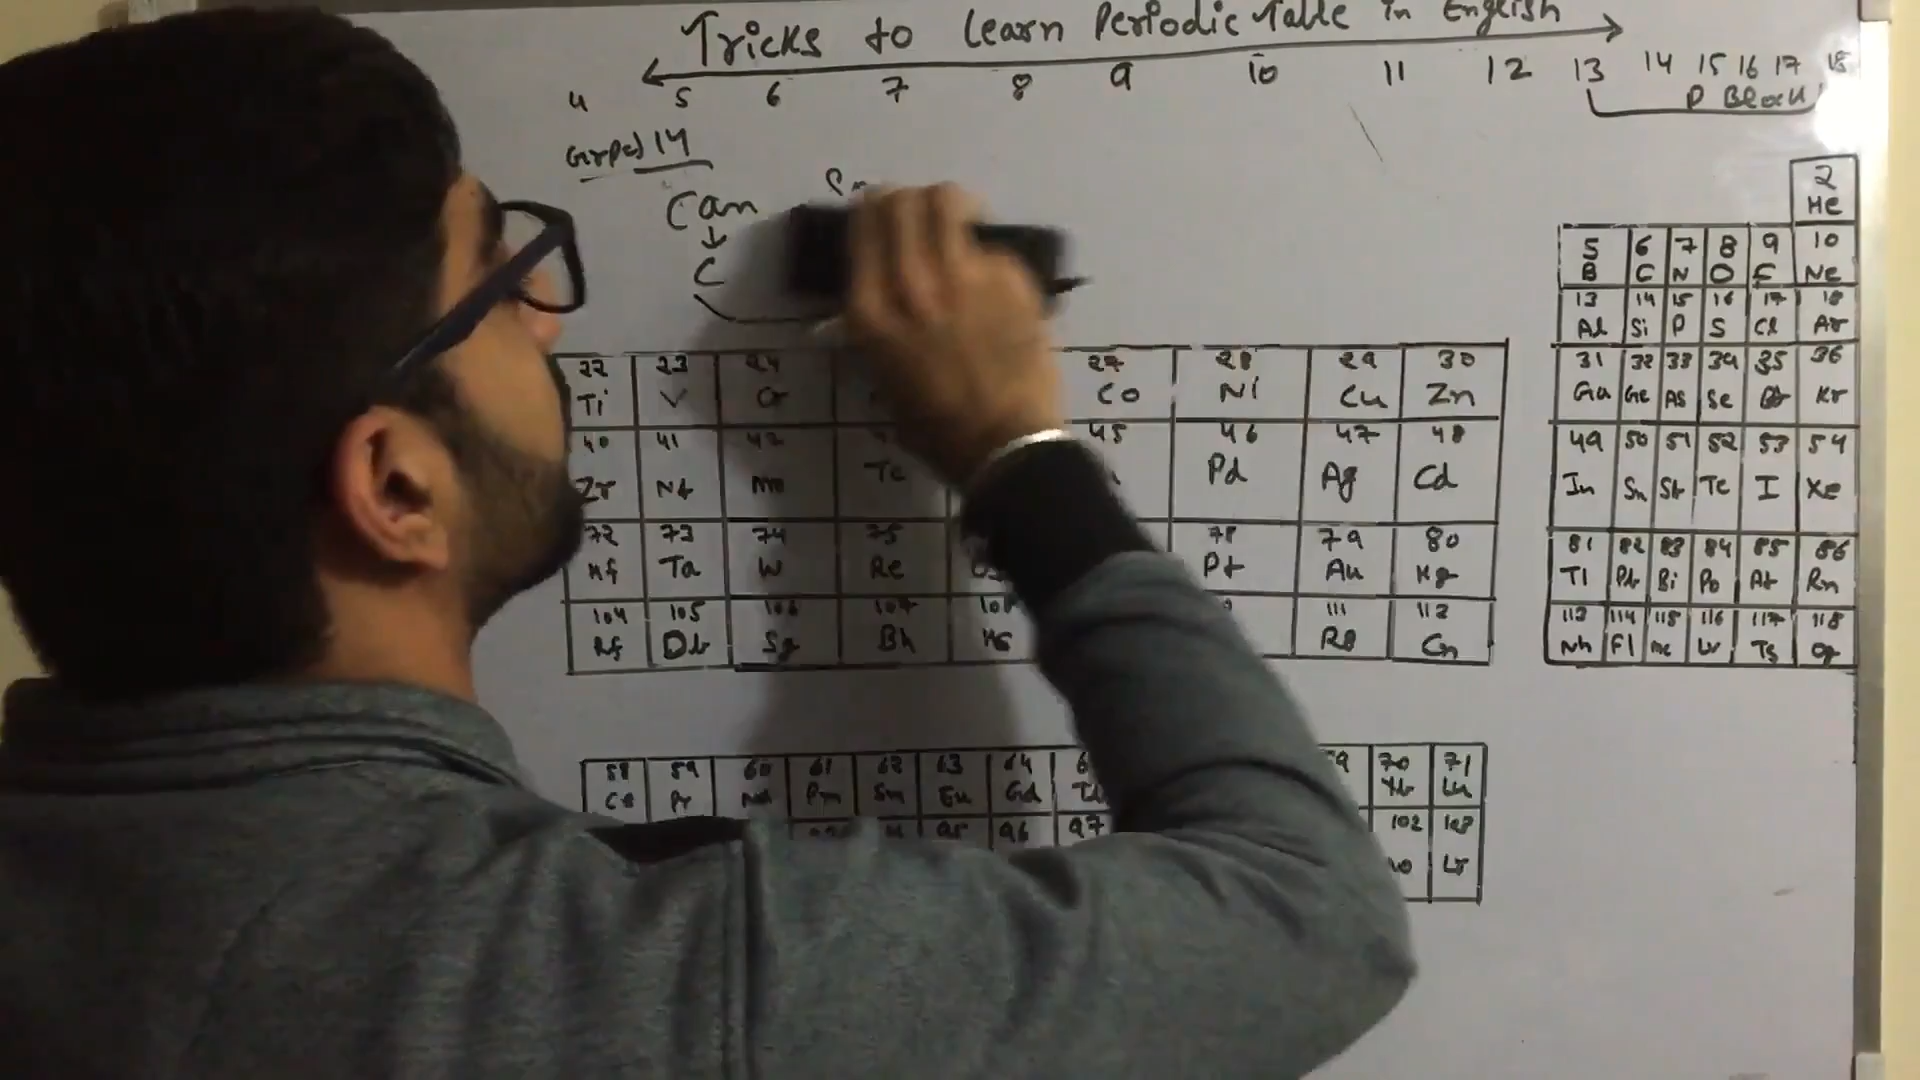 Tricks to Learn Periodic Table in English
4 5 6 7 8 9 10 11 12 13 14 15 16 17 18
P Block
Group 14
Can
↓
C
2
He
5 6 7 8 9 10
B C N O F Ne
13 14 15 16 17 18
Al Si P S Cl Ar
22 23 24 27 28 29 30
Ti V Cr Co Ni Cu Zn
31 32 33 34 35 36
Ga Ge As Se Br Kr
40 41 42 45 46 47 48
Zr Nb Mo Tc Pd Ag Cd
49 50 51 52 53 54
In Sn Sb Te I Xe
72 73 74 75 78 79 80
Hf Ta W Re Os Pt Au Hg
81 82 83 84 85 86
Tl Pb Bi Po At Rn
104 105 106 107 108 111 112
Rf Db Sg Bh Hs Rg Cn
113 114 115 116 117 118
Nh Fl Mc Lv Ts Og
58 59 60 61 62 63 64 70 71
Ce Pr Nd Pm Sm Eu Gd Tb Yb Lu
95 96 97 102 103
Lr